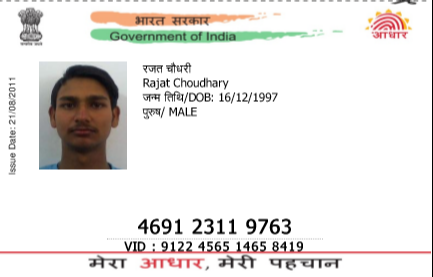 भारत सरकार
Government of India
आधार
Issue Date: 21/08/2011
रजत चौधरी
Rajat Choudhary
जन्म तिथि/DOB: 16/12/1997
पुरुष/ MALE
4691 2311 9763
VID : 9122 4565 1465 8419
मेरा आधार, मेरी पहचान